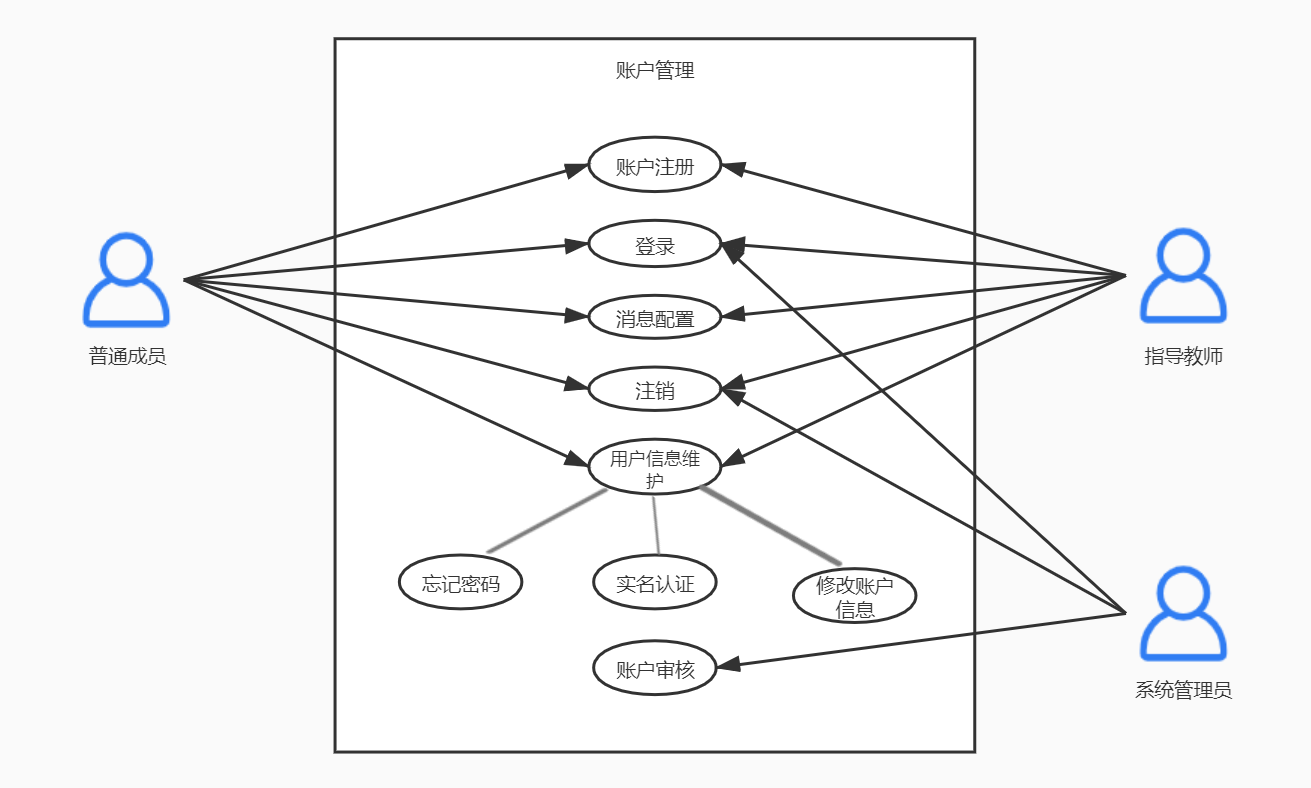 账户管理
账户注册
登录
消息配置
注销
用户信息维
护
忘记密码
实名认证
修改账户
信息
账户审核
普通成员
指导教师
系统管理员